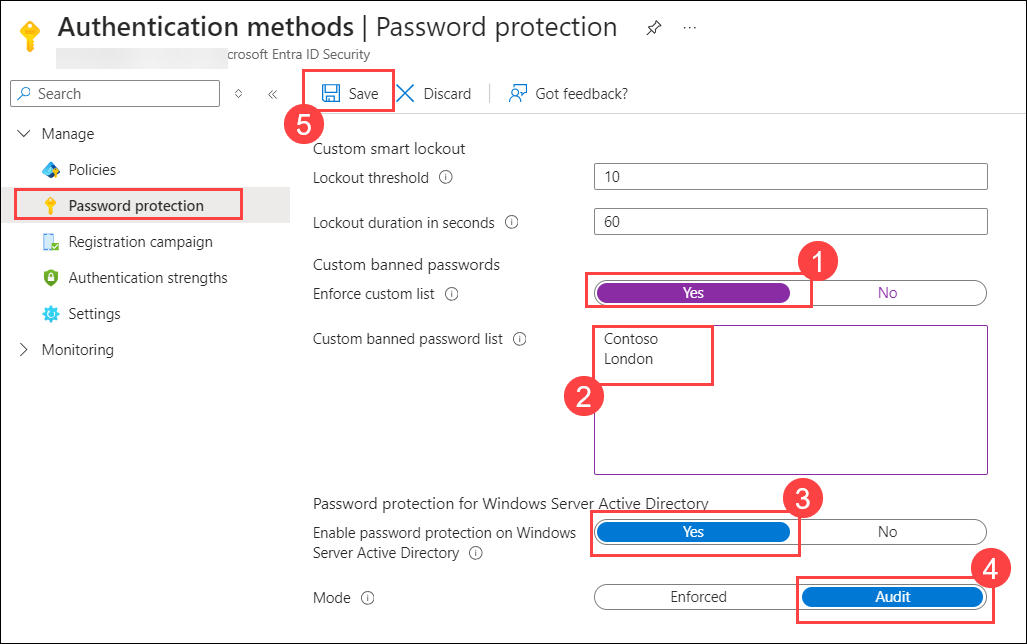 Authentication methods | Password protection
crosoft Entra ID Security
Search
Save
Discard
Got feedback?
5
Manage
Policies
Password protection
Registration campaign
Authentication strengths
Settings
Monitoring
Custom smart lockout
Lockout threshold
10
Lockout duration in seconds
60
Custom banned passwords
1
Enforce custom list
Yes
No
Custom banned password list
Contoso
London
2
Password protection for Windows Server Active Directory
3
Enable password protection on Windows
Server Active Directory
Yes
No
4
Mode
Enforced
Audit